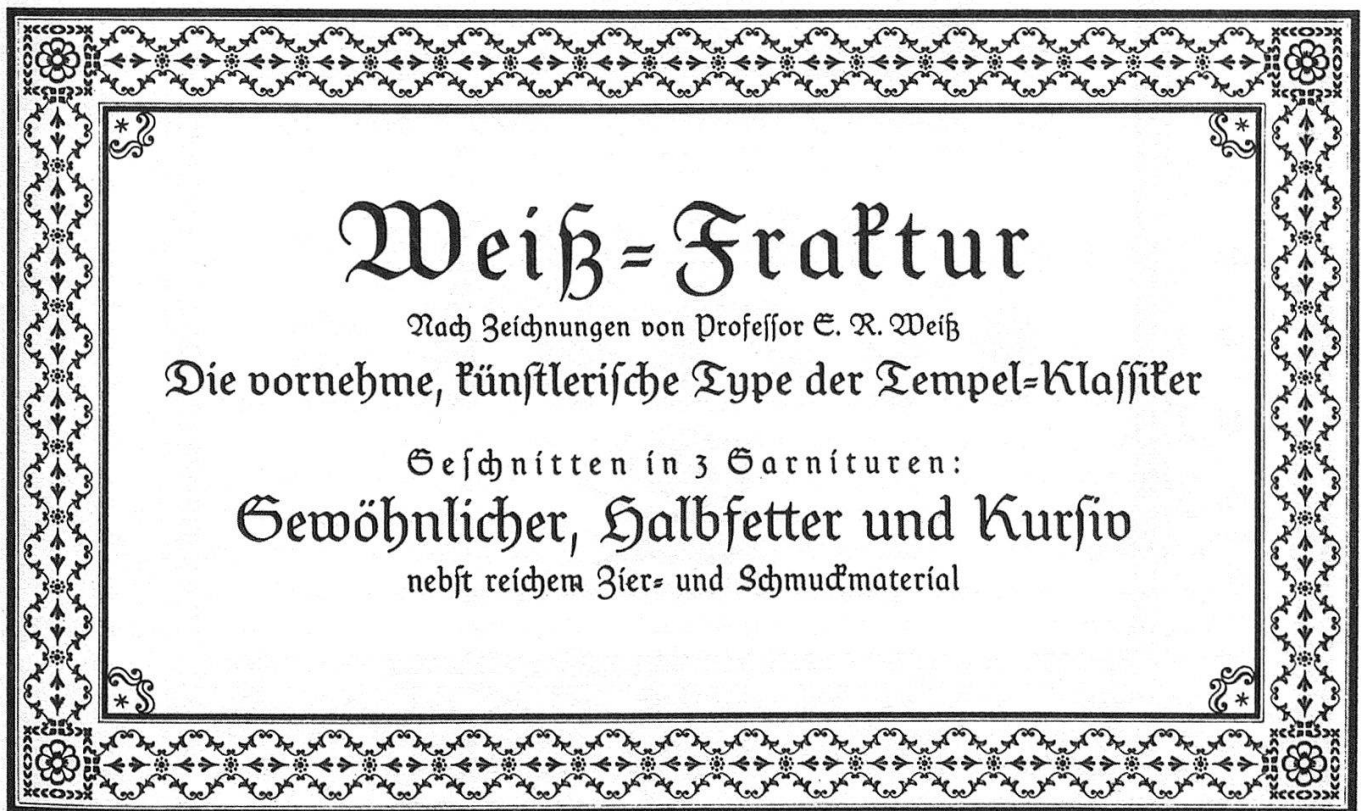 Weiß-Fraktur
Nach Zeichnungen von Professor E. R. Weiß
Die vornehme, künstlerische Type der Tempel-Klassiker
Geschnitten in 3 Garnituren:
Gewöhnlicher, Halbfetter und Kursiv
nebst reichem Zier- und Schmuckmaterial